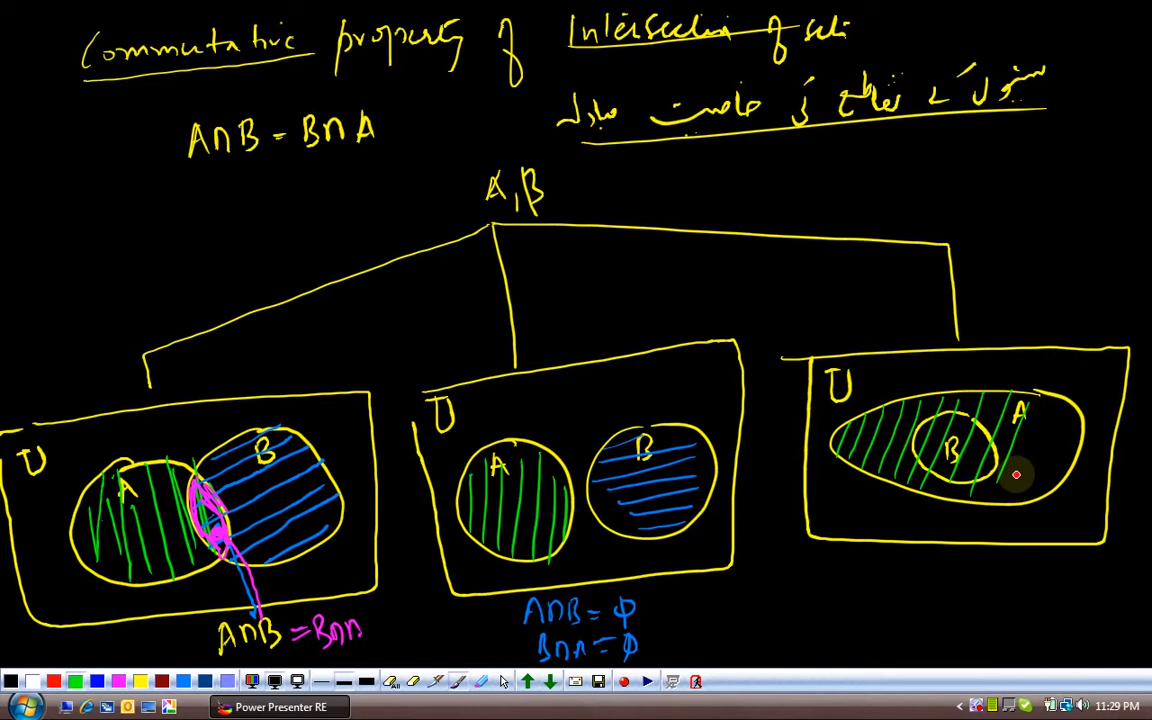 Commutative property of Intersection of sets
سیٹوں کے تقاطع کی خاصیت مبادلہ
A∩B = B∩A
A,B
U
A
B
A∩B = B∩A
U
A
B
A∩B = φ
B∩A = φ
U
A
B
Power Presenter RE
11:29 PM